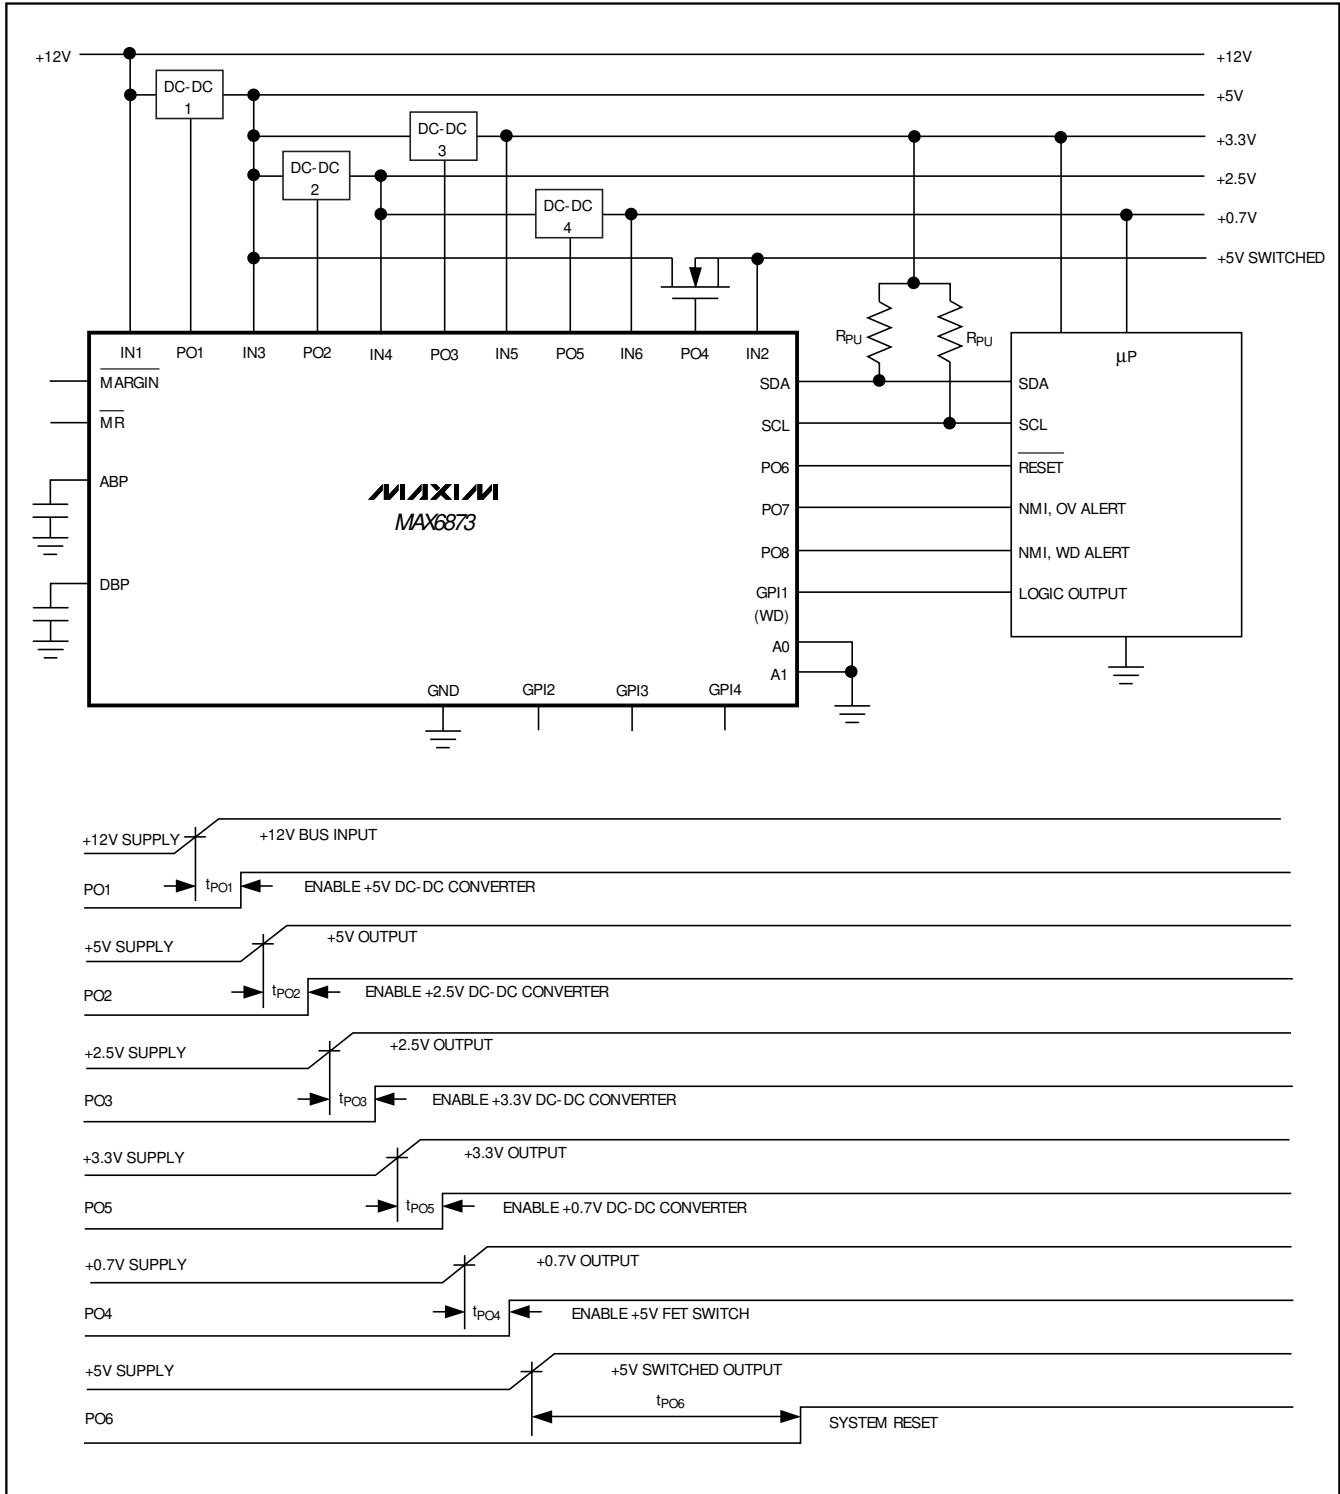 +12V
+12V
DC-DC
1
+5V
DC-DC
3
+3.3V
DC-DC
2
+2.5V
DC-DC
4
+0.7V
+5V SWITCHED
RPU
RPU
IN1
PO1
IN3
PO2
IN4
PO3
IN5
PO5
IN6
PO4
IN2
μP
MARGIN
SDA
SDA
MR
SCL
SCL
PO6
RESET
ABP
MAXIM
MAX6873
PO7
NMI, OV ALERT
PO8
NMI, WD ALERT
DBP
GPI1
(WD)
LOGIC OUTPUT
A0
A1
GND
GPI2
GPI3
GPI4
+12V SUPPLY
+12V BUS INPUT
PO1
tPO1
ENABLE +5V DC-DC CONVERTER
+5V SUPPLY
+5V OUTPUT
PO2
tPO2
ENABLE +2.5V DC-DC CONVERTER
+2.5V SUPPLY
+2.5V OUTPUT
PO3
tPO3
ENABLE +3.3V DC-DC CONVERTER
+3.3V SUPPLY
+3.3V OUTPUT
PO5
tPO5
ENABLE +0.7V DC-DC CONVERTER
+0.7V SUPPLY
+0.7V OUTPUT
PO4
tPO4
ENABLE +5V FET SWITCH
+5V SUPPLY
+5V SWITCHED OUTPUT
PO6
tPO6
SYSTEM RESET